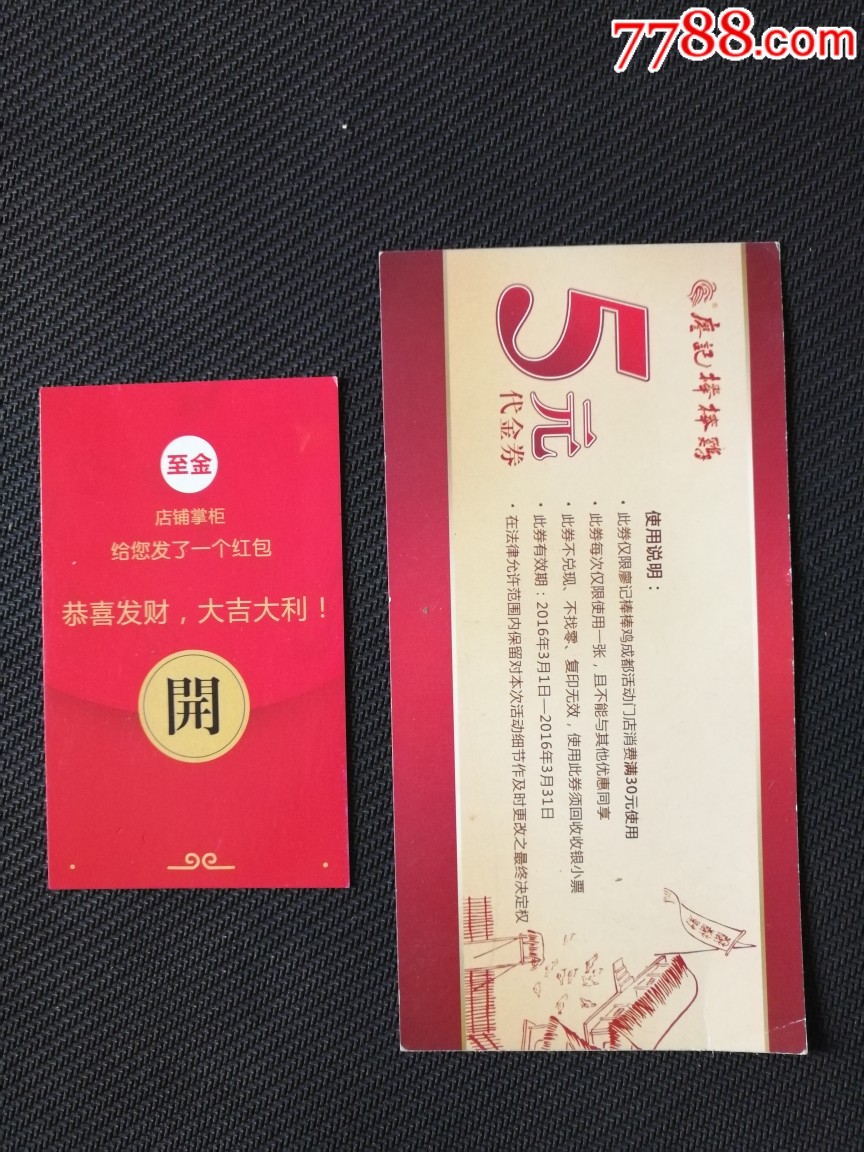 7788.com
至金
店铺掌柜
给您发了一个红包
恭喜发财，大吉大利！
開
廖记棒棒鸡
5元
代金券
使用说明：
·此券仅限廖记棒棒鸡成都活动门店消费满30元使用
·此券每次仅限使用一张，且不能与其他优惠同享
·此券不兑现、不找零、复印无效，使用此券须回收收银小票
·此券有效期：2016年3月1日—2016年3月31日
·在法律允许范围内保留对本次活动细节作及时更改之最终决定权